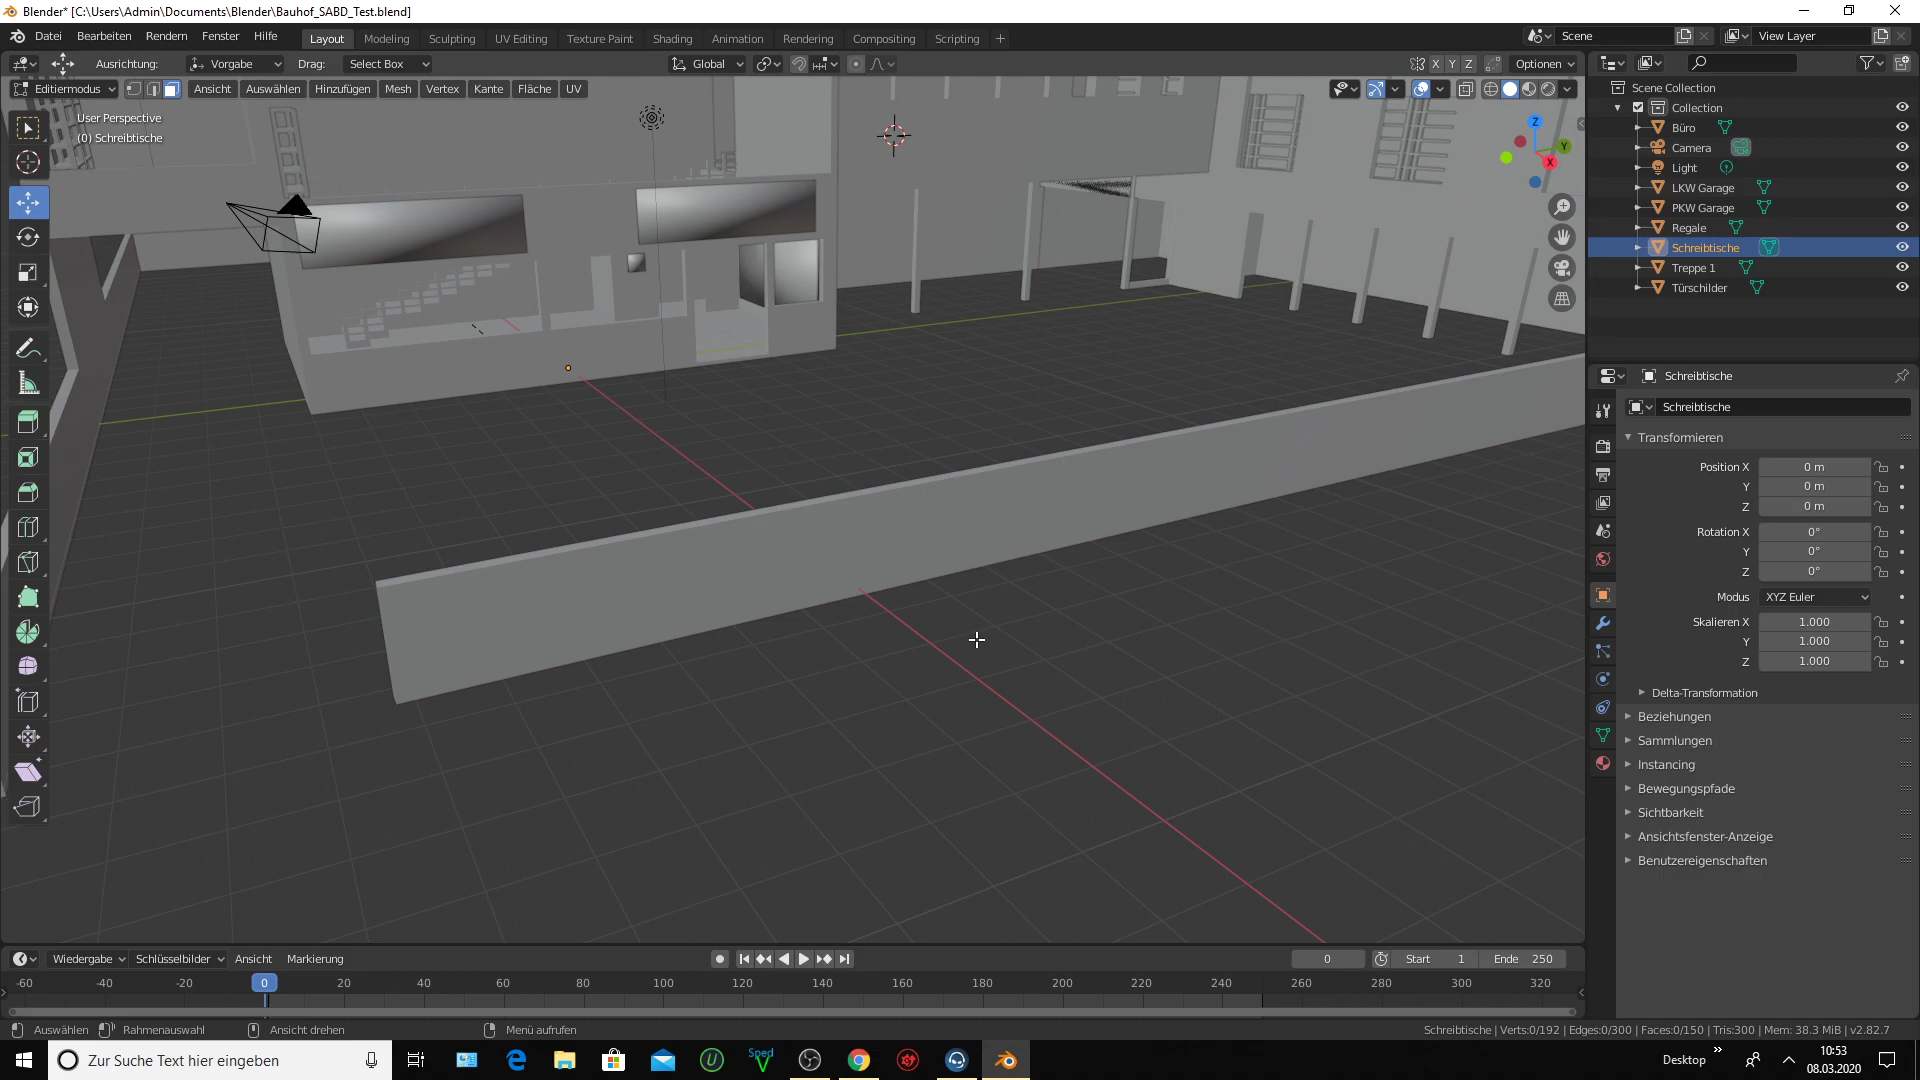 Blender* [C:\Users\Admin\Documents\Blender\Bauhof_SABD_Test.blend]
Datei Bearbeiten Rendern Fenster Hilfe Layout Modeling Sculpting UV Editing Texture Paint Shading Animation Rendering Compositing Scripting + Scene View Layer
Ausrichtung: Vorgabe Drag: Select Box Global X Y Z Optionen
Editiermodus Ansicht Auswählen Hinzufügen Mesh Vertex Kante Fläche UV
User Perspective
(0) Schreibtische
Z
Y
X
Scene Collection
Collection
Büro
Camera
Light
LKW Garage
PKW Garage
Regale
Schreibtische
Treppe 1
Türschilder
Schreibtische
Schreibtische
Transformieren
Position X 0 m
Y 0 m
Z 0 m
Rotation X 0°
Y 0°
Z 0°
Modus XYZ Euler
Skalieren X 1.000
Y 1.000
Z 1.000
Delta-Transformation
Beziehungen
Sammlungen
Instancing
Bewegungspfade
Sichtbarkeit
Ansichtsfenster-Anzeige
Benutzereigenschaften
Wiedergabe Schlüsselbilder Ansicht Markierung 0 Start 1 Ende 250
-60 -40 -20 0 20 40 60 80 100 120 140 160 180 200 220 240 260 280 300 320
Auswählen Rahmenauswahl Ansicht drehen Menü aufrufen Schreibtische | Verts:0/192 | Edges:0/300 | Faces:0/150 | Tris:300 | Mem: 38.3 MiB | v2.82.7
Zur Suche Text hier eingeben Sped V Desktop » 10:53
08.03.2020